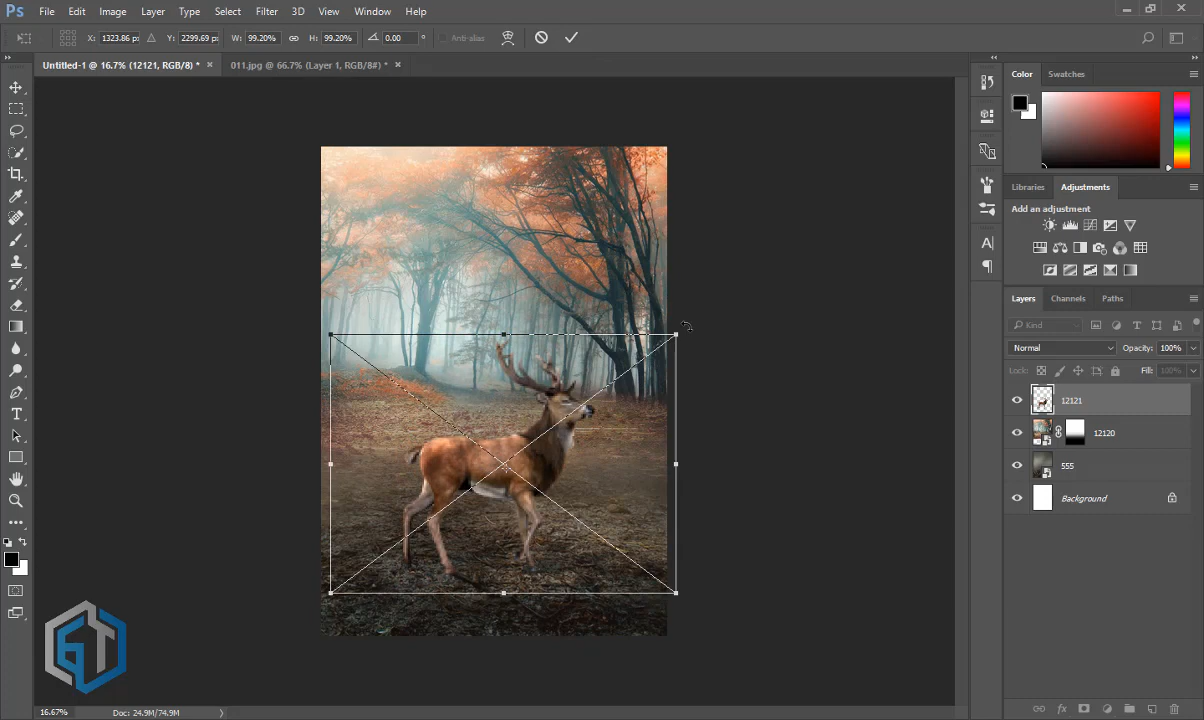 Ps File Edit Image Layer Type Select Filter 3D View Window Help
X: 1323.86 px Y: 2299.69 px W: 99.20% H: 99.20% 0.00 ° Anti-alias
Untitled-1 @ 16.7% (12121, RGB/8) * × 011.jpg @ 66.7% (Layer 1, RGB/8#) * ×
Color Swatches
Libraries Adjustments
Add an adjustment
Layers Channels Paths
Kind
Normal Opacity: 100%
Lock: Fill: 100%
12121
12120
555
Background
GT
16.67% Doc: 24.9M/74.9M